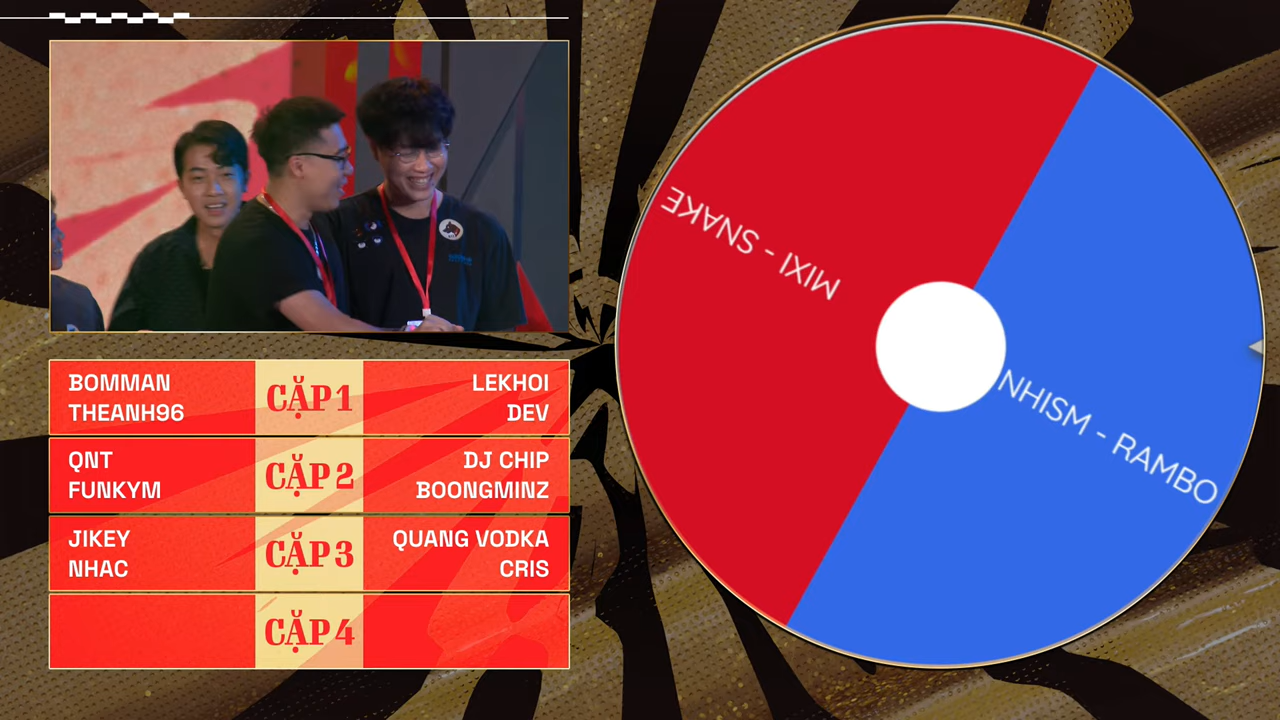 BOMMAN
THEANH96
CẶP 1
LEKHOI
DEV
QNT
FUNKYM
CẶP 2
DJ CHIP
BOONGMINZ
JIKEY
NHAC
CẶP 3
QUANG VODKA
CRIS
CẶP 4
MIXI - SNAKE
NHISM - RAMBO